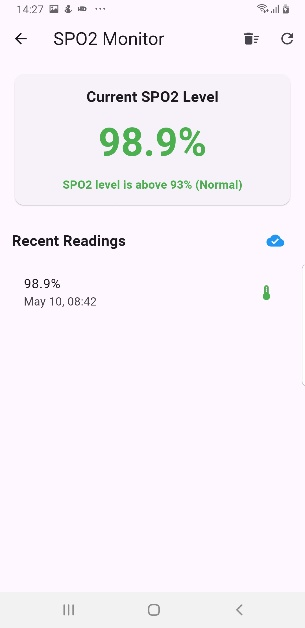 14:27
SPO2 Monitor
Current SPO2 Level
98.9%
SPO2 level is above 93% (Normal)
Recent Readings
98.9%
May 10, 08:42